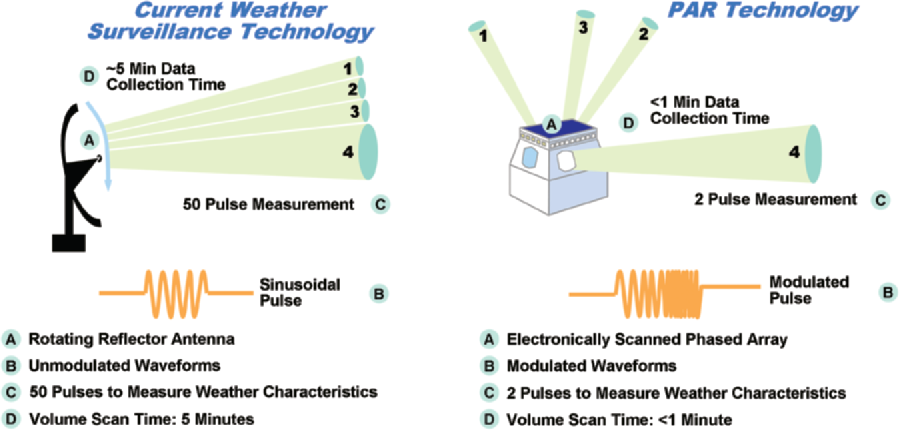 Current Weather
Surveillance Technology
D ~5 Min Data
Collection Time
A
1
2
3
4
50 Pulse Measurement C
Sinusoidal
Pulse
B
A Rotating Reflector Antenna
B Unmodulated Waveforms
C 50 Pulses to Measure Weather Characteristics
D Volume Scan Time: 5 Minutes
PAR Technology
1
3
2
A
D <1 Min Data
Collection Time
4
2 Pulse Measurement C
Modulated
Pulse
B
A Electronically Scanned Phased Array
B Modulated Waveforms
C 2 Pulses to Measure Weather Characteristics
D Volume Scan Time: <1 Minute